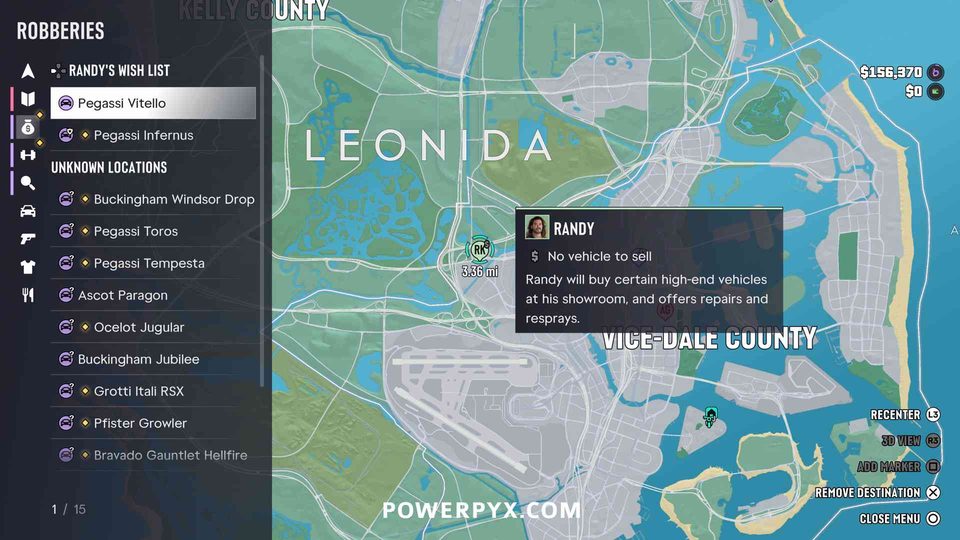 KELLY COUNTY
ROBBERIES
RANDY'S WISH LIST
Pegassi Vitello
Pegassi Infernus
UNKNOWN LOCATIONS
Buckingham Windsor Drop
Pegassi Toros
Pegassi Tempesta
Ascot Paragon
Ocelot Jugular
Buckingham Jubilee
Grotti Itali RSX
Pfister Growler
Bravado Gauntlet Hellfire
1 / 15
LEONIDA
$156,370
$0
RK
3.36 mi
RANDY
$ No vehicle to sell
Randy will buy certain high-end vehicles
at his showroom, and offers repairs and
resprays.
AG
VICE-DALE COUNTY
A
RECENTER L3
3D VIEW R3
ADD MARKER
REMOVE DESTINATION
CLOSE MENU
POWERPYX.COM